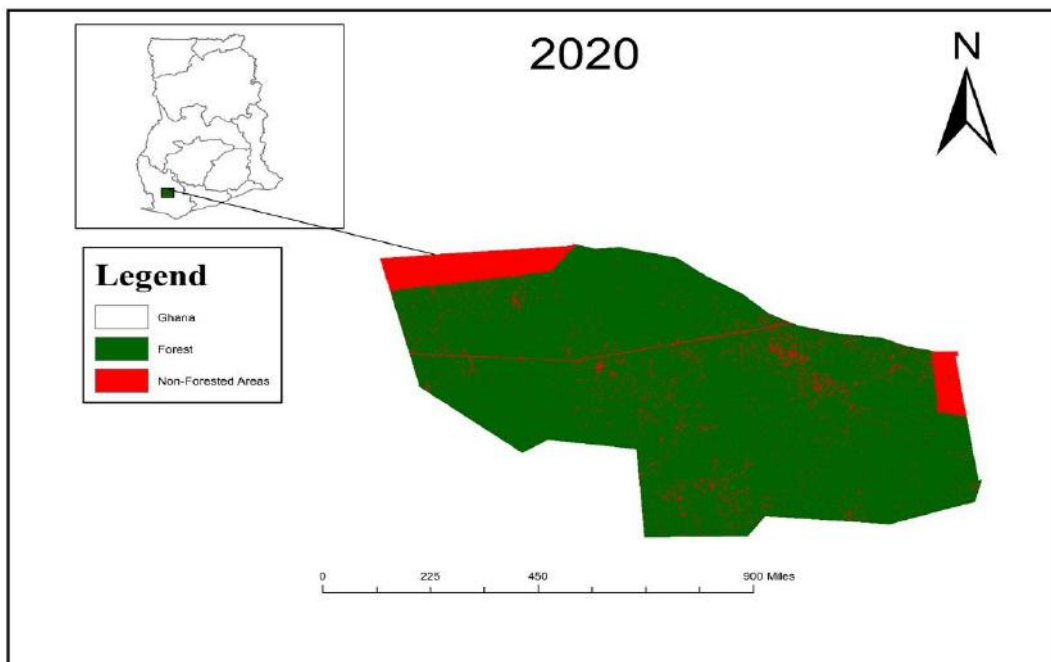 2020
N
Legend
Ghana
Forest
Non-Forested Areas
0 225 450 900 Miles